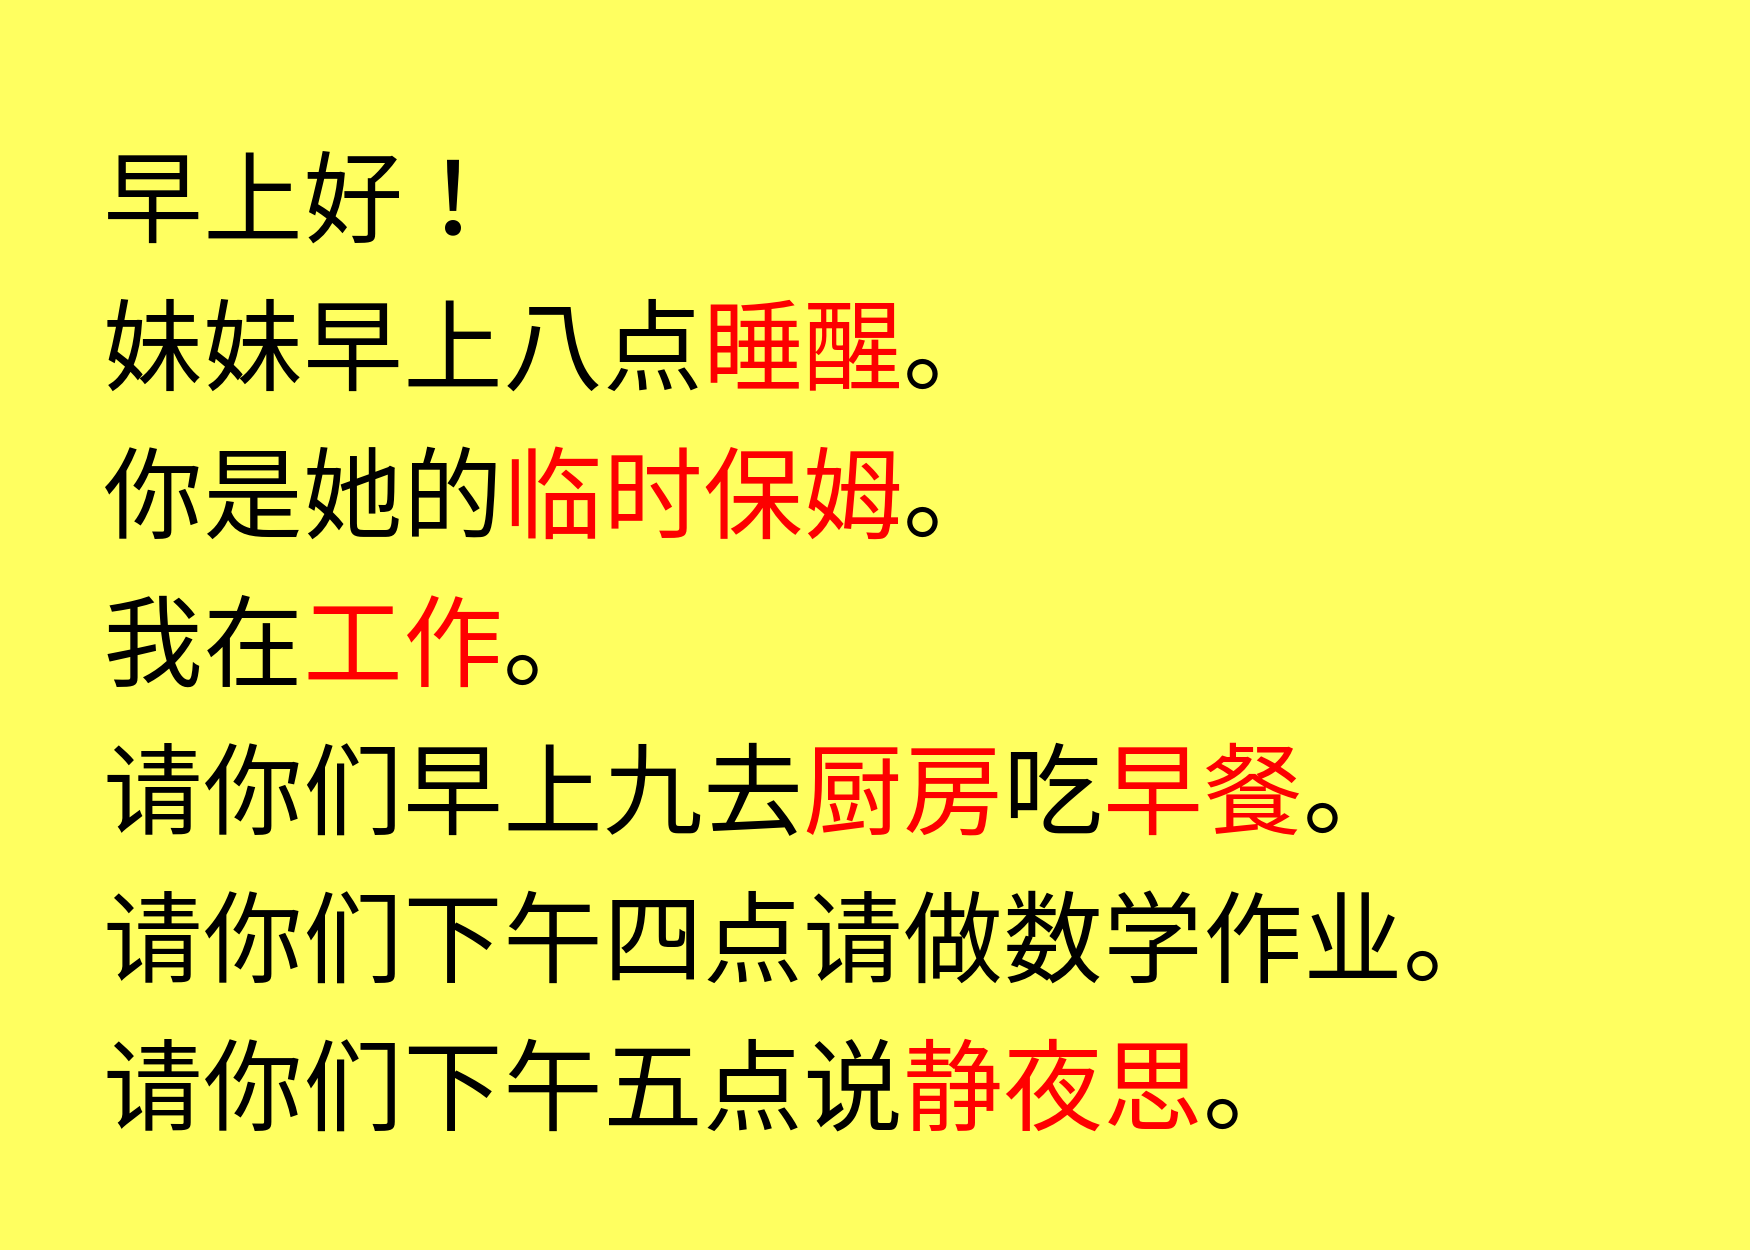 早上好！
妹妹早上八点睡醒。
你是她的临时保姆。
我在工作。
请你们早上九去厨房吃早餐。
请你们下午四点请做数学作业。
请你们下午五点说静夜思。